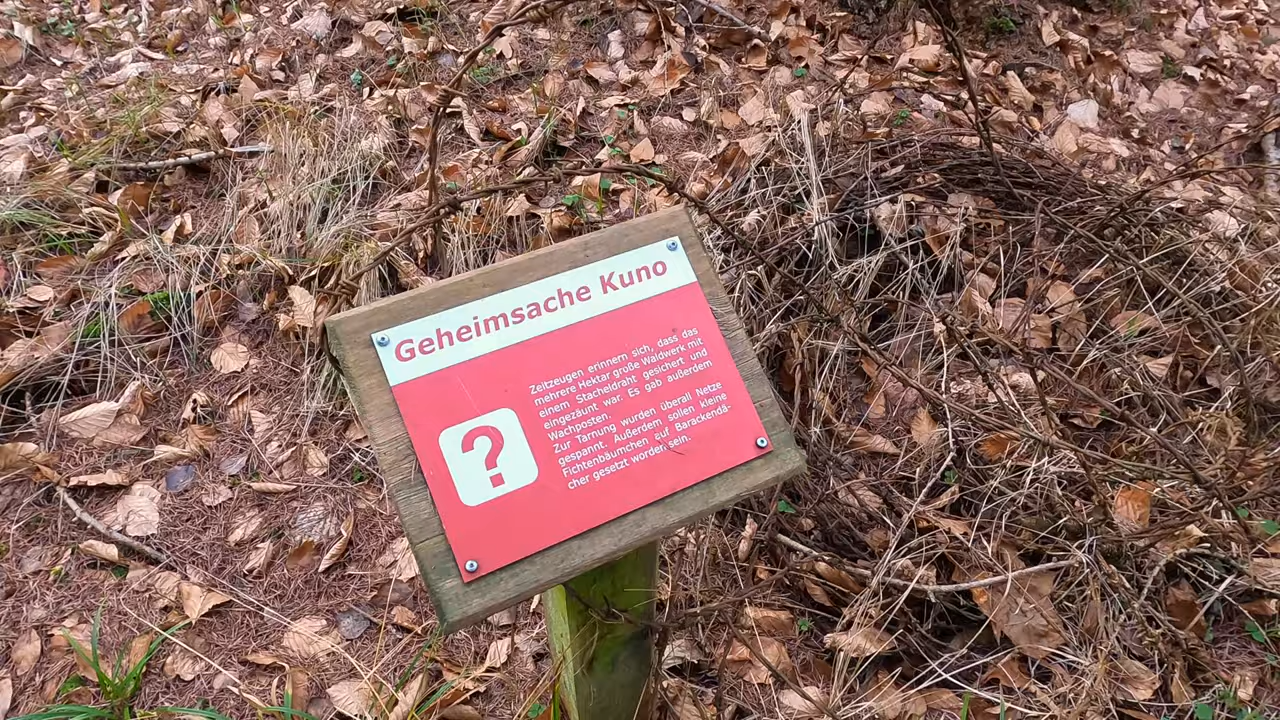 Geheimsache Kuno
Zeitzeugen erinnern sich, dass das
mehrere Hektar große Waldwerk mit
einem Stacheldraht gesichert und
eingezäunt war. Es gab außerdem
Wachposten.
Zur Tarnung wurden überall Netze
gespannt. Außerdem sollen kleine
Fichtenbäumchen auf Barackendä-
cher gesetzt worden sein.
?